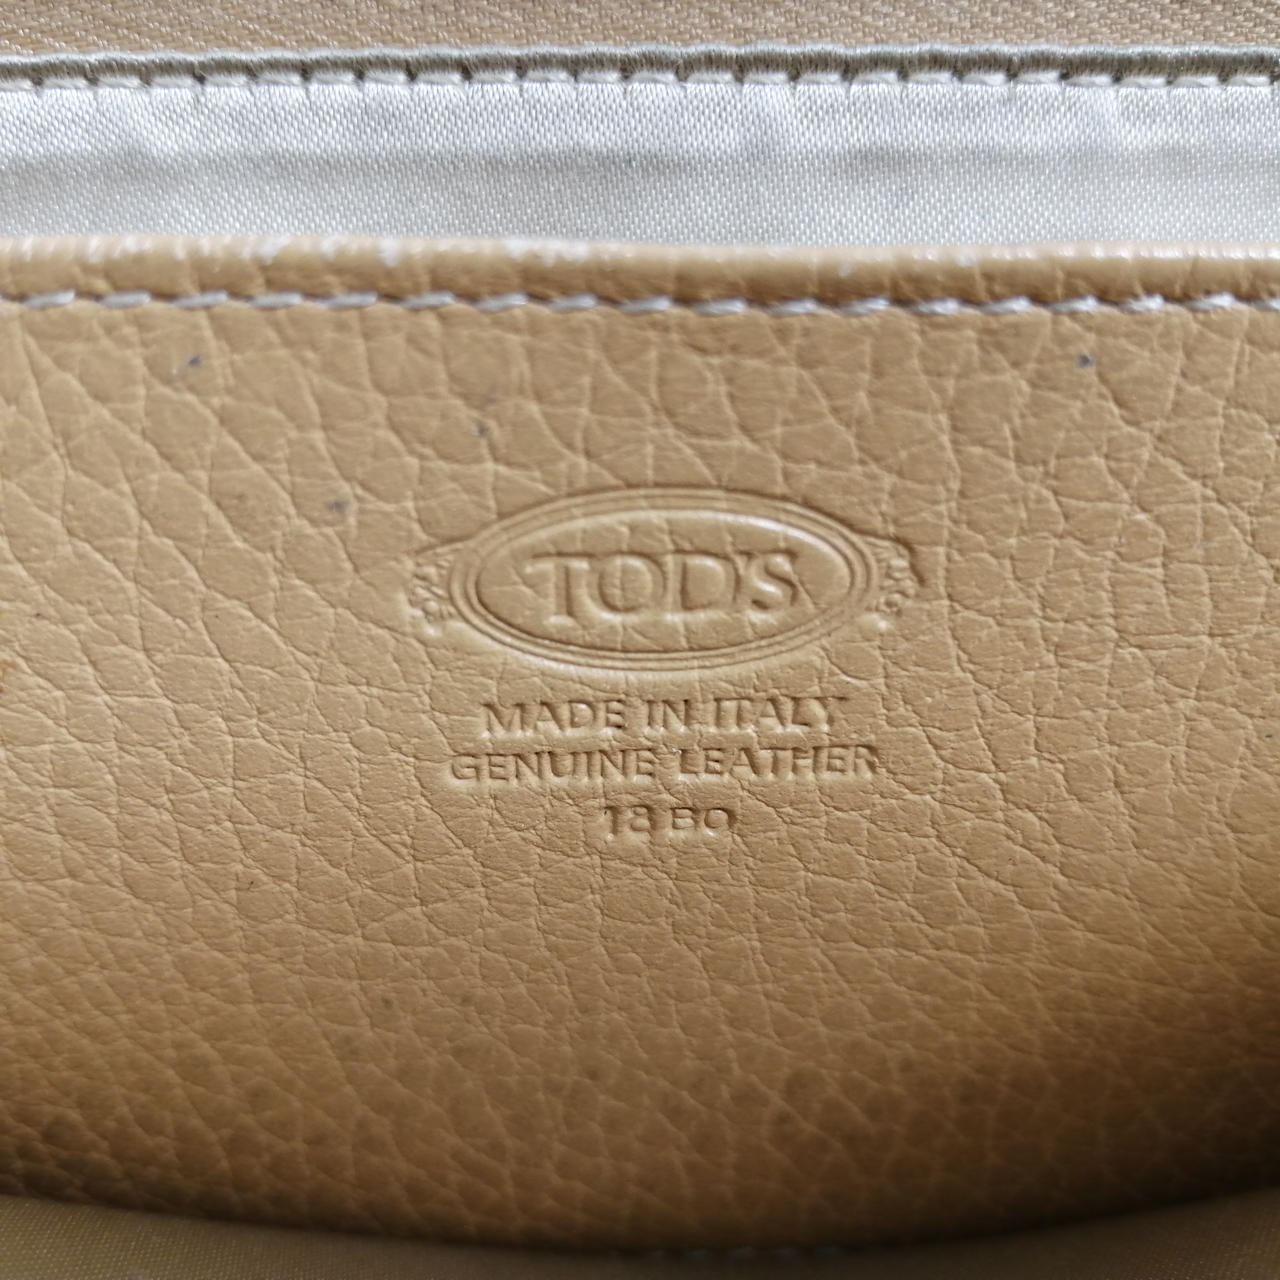 TOD'S
MADE IN ITALY
GENUINE LEATHER
18 BO